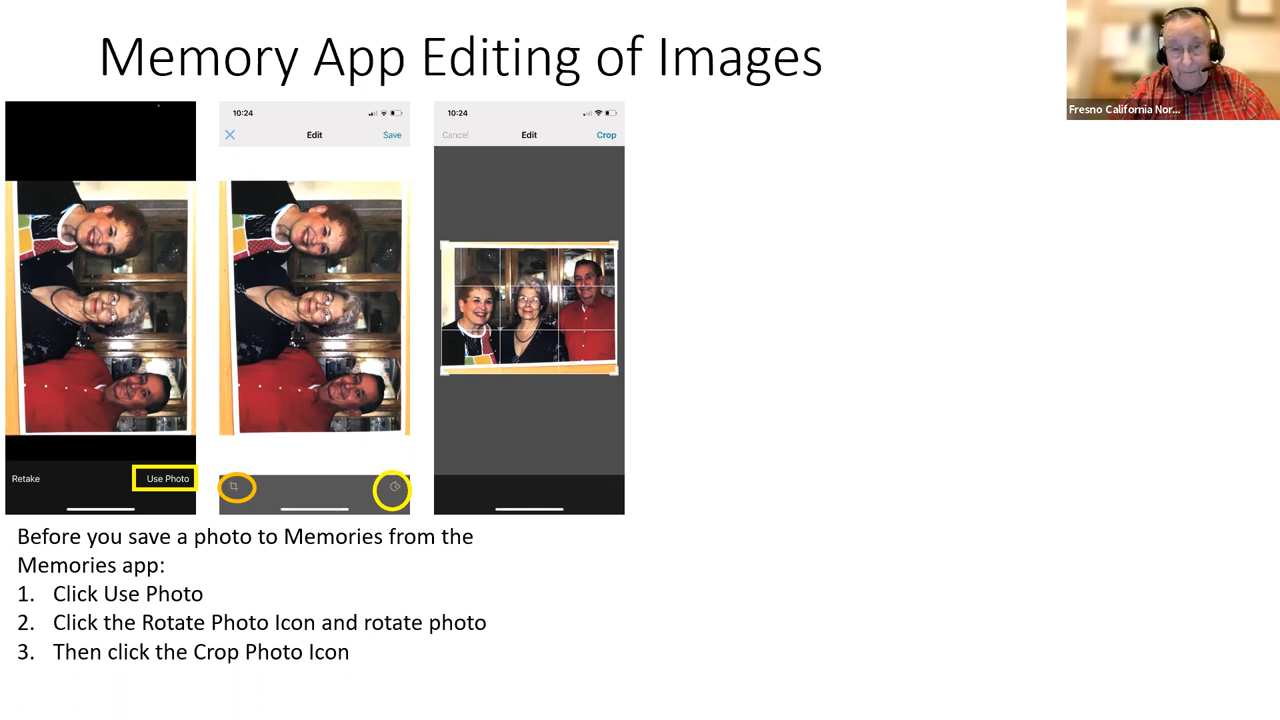 Memory App Editing of Images
Fresno California Nor...
10:24
Edit
Save
10:24
Cancel
Edit
Crop
Retake
Use Photo
Before you save a photo to Memories from the
Memories app:
1. Click Use Photo
2. Click the Rotate Photo Icon and rotate photo
3. Then click the Crop Photo Icon